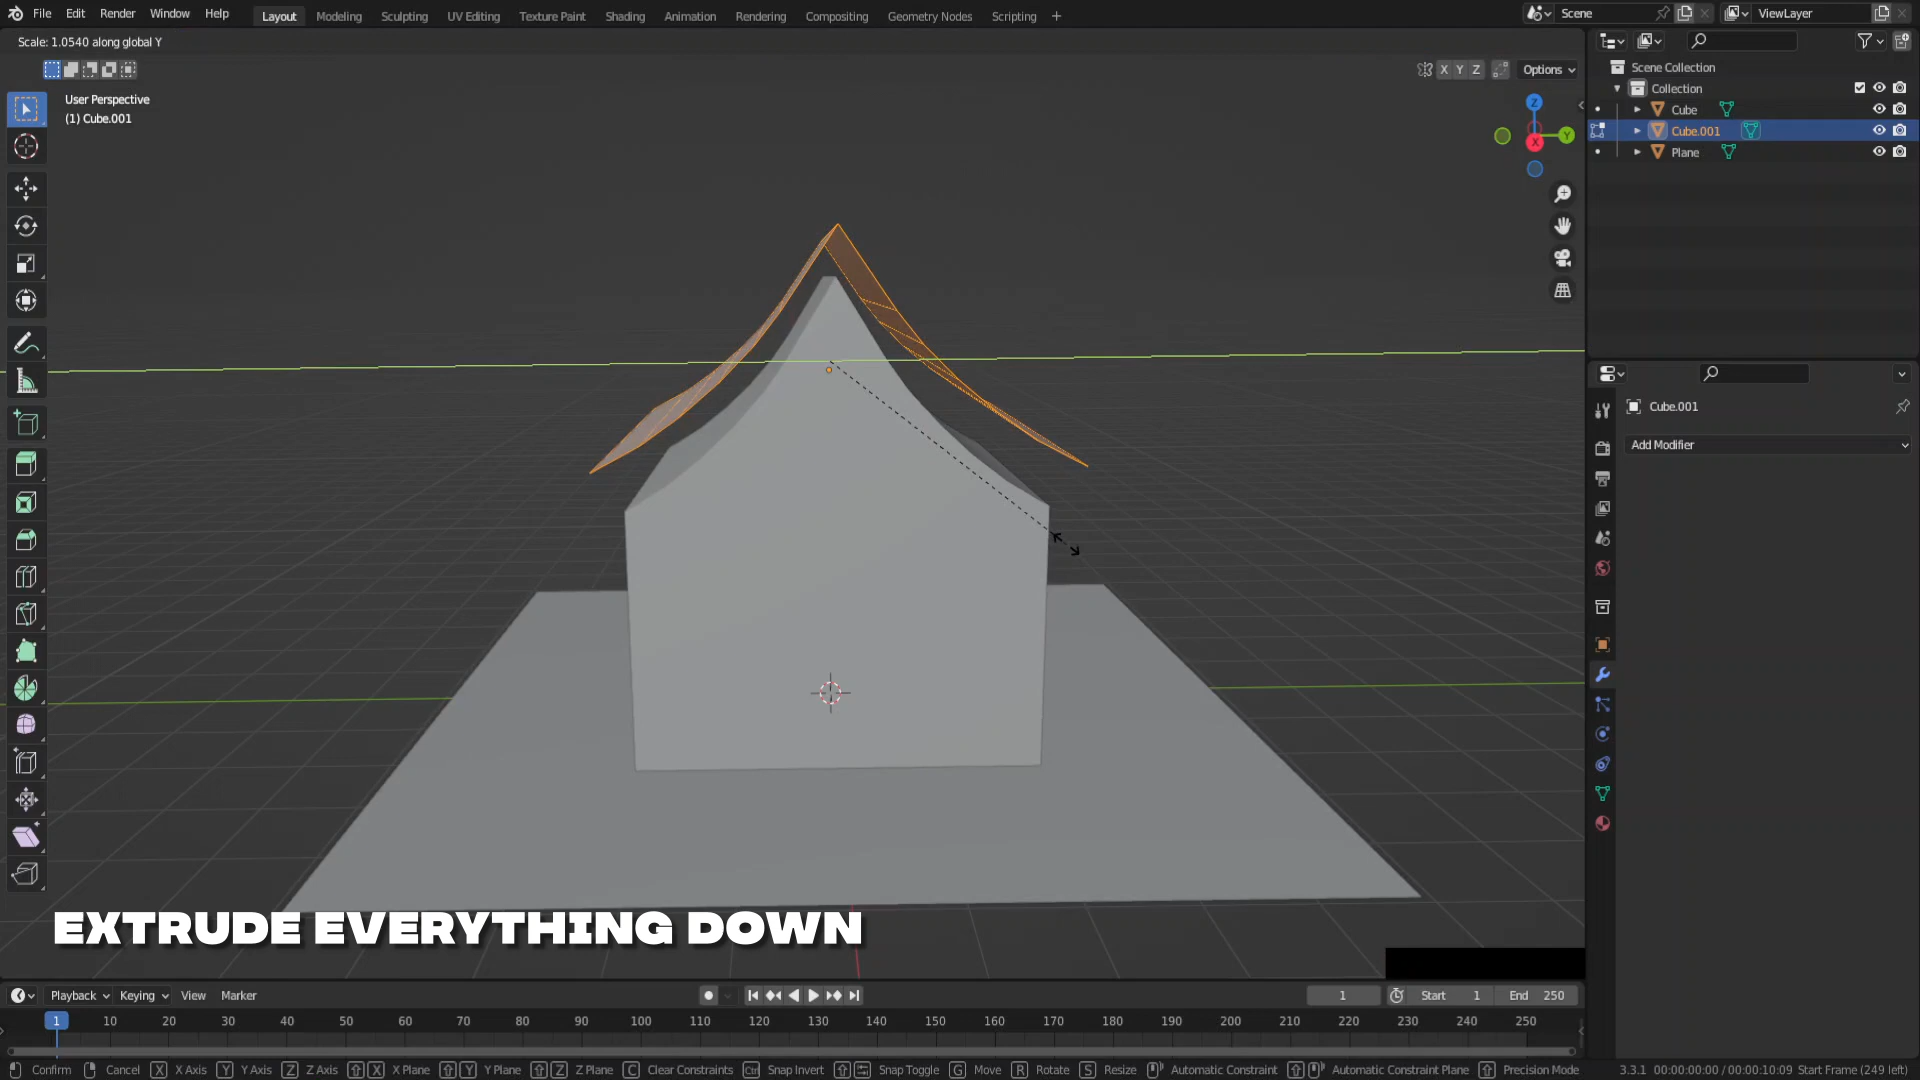 File Edit Render Window Help Layout Modeling Sculpting UV Editing Texture Paint Shading Animation Rendering Compositing Geometry Nodes Scripting Scene ViewLayer
Scale: 1.0540 along global Y
X Y Z Options
User Perspective
(1) Cube.001
Z
Y
X
Scene Collection
Collection
Cube
Cube.001
Plane
Cube.001
Add Modifier
EXTRUDE EVERYTHING DOWN
Playback Keying View Marker 1 Start 1 End 250
1 10 20 30 40 50 60 70 80 90 100 110 120 130 140 150 160 170 180 190 200 210 220 230 240 250
Confirm Cancel X X Axis Y Y Axis Z Z Axis X X Plane Y Y Plane Z Z Plane C Clear Constraints Ctrl Snap Invert Snap Toggle G Move R Rotate S Resize Automatic Constraint Automatic Constraint Plane Precision Mode 3.3.1 00:00:00:00 / 00:00:10:09 Start Frame (249 left)